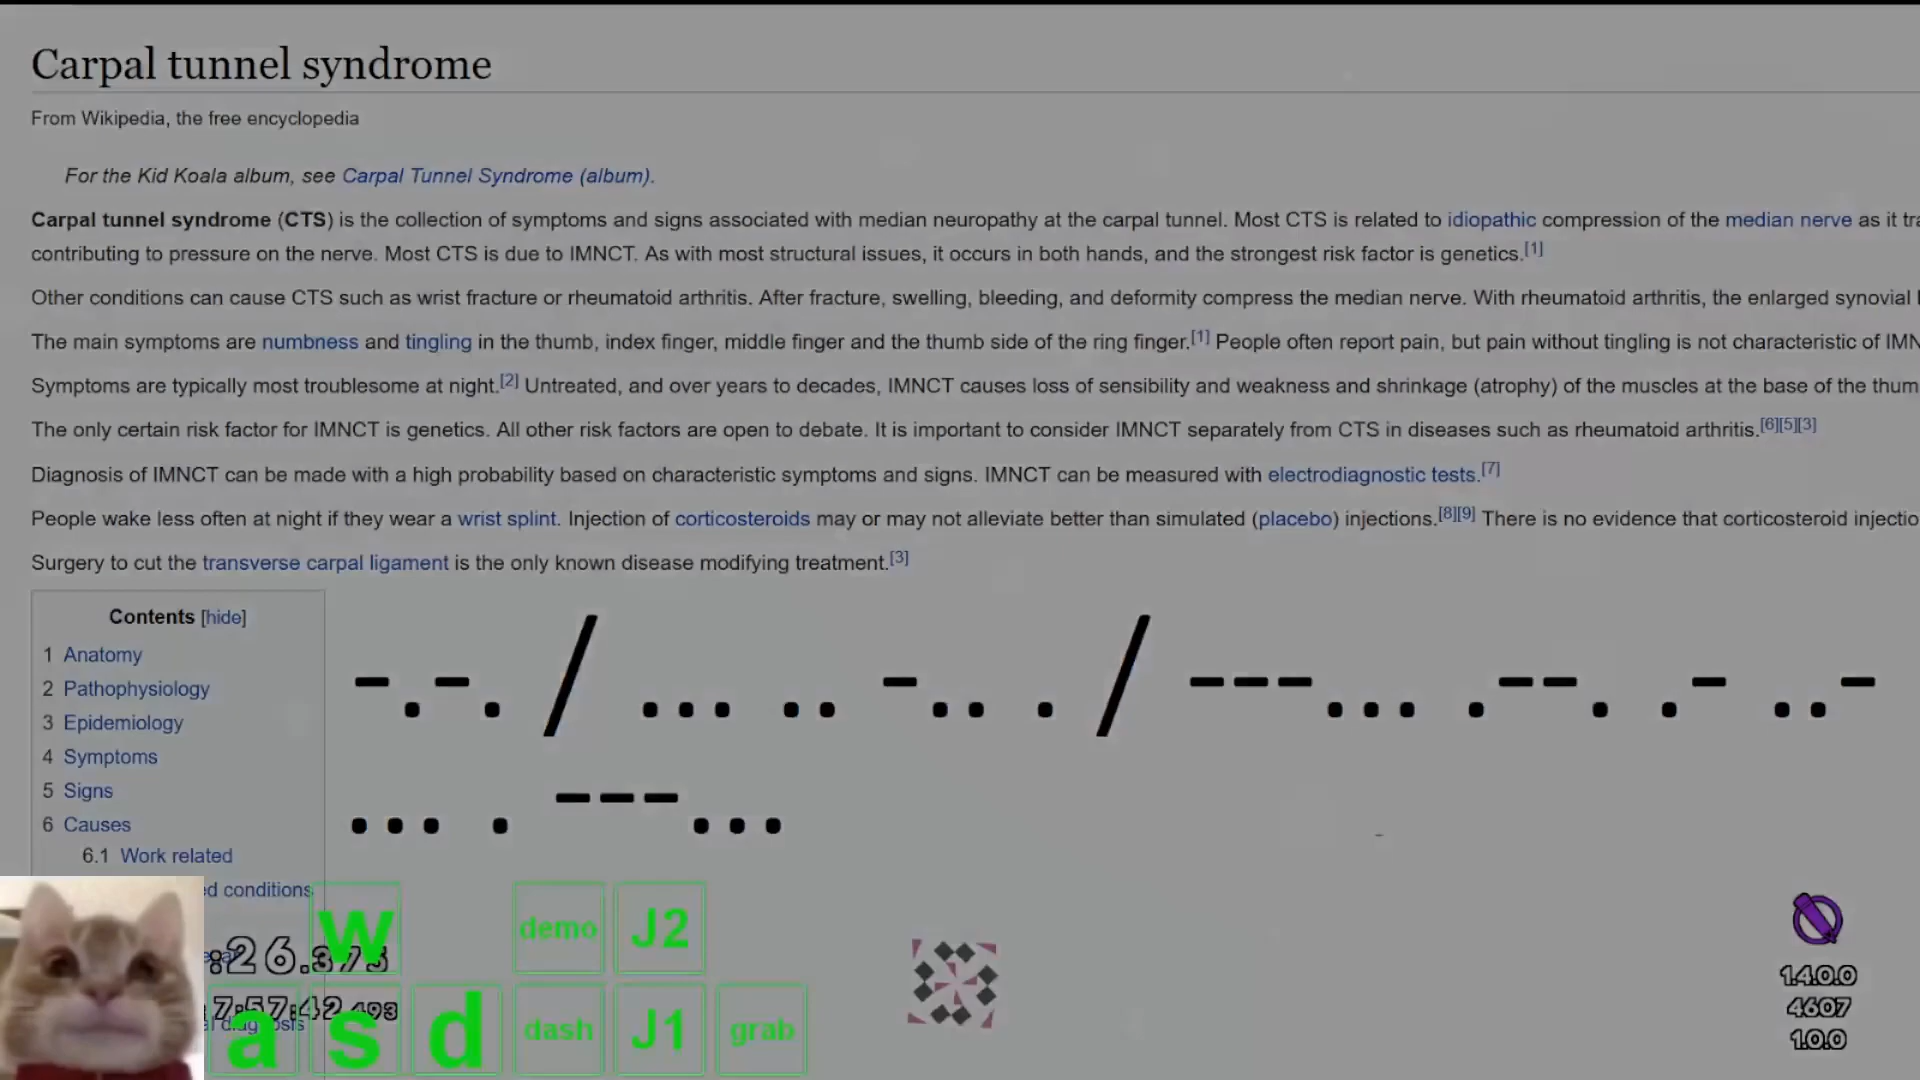 Carpal tunnel syndrome
From Wikipedia, the free encyclopedia
For the Kid Koala album, see Carpal Tunnel Syndrome (album).
Carpal tunnel syndrome (CTS) is the collection of symptoms and signs associated with median neuropathy at the carpal tunnel. Most CTS is related to idiopathic compression of the median nerve as it tra
contributing to pressure on the nerve. Most CTS is due to IMNCT. As with most structural issues, it occurs in both hands, and the strongest risk factor is genetics.[1]
Other conditions can cause CTS such as wrist fracture or rheumatoid arthritis. After fracture, swelling, bleeding, and deformity compress the median nerve. With rheumatoid arthritis, the enlarged synovial
The main symptoms are numbness and tingling in the thumb, index finger, middle finger and the thumb side of the ring finger.[1] People often report pain, but pain without tingling is not characteristic of IMN
Symptoms are typically most troublesome at night.[2] Untreated, and over years to decades, IMNCT causes loss of sensibility and weakness and shrinkage (atrophy) of the muscles at the base of the thum
The only certain risk factor for IMNCT is genetics. All other risk factors are open to debate. It is important to consider IMNCT separately from CTS in diseases such as rheumatoid arthritis.[6][5][3]
Diagnosis of IMNCT can be made with a high probability based on characteristic symptoms and signs. IMNCT can be measured with electrodiagnostic tests.[7]
People wake less often at night if they wear a wrist splint. Injection of corticosteroids may or may not alleviate better than simulated (placebo) injections.[8][9] There is no evidence that corticosteroid injectio
Surgery to cut the transverse carpal ligament is the only known disease modifying treatment.[3]
Contents [hide]
1 Anatomy
2 Pathophysiology
3 Epidemiology
4 Symptoms
5 Signs
6 Causes
6.1 Work related
ed conditions
-.-. / ... .. -.. . / ---... .--. .- ..-
... . ---...
w demo J2
:26.373
7:57:42.493
a s d dash J1 grab
1.4.0.0
4607
1.0.0